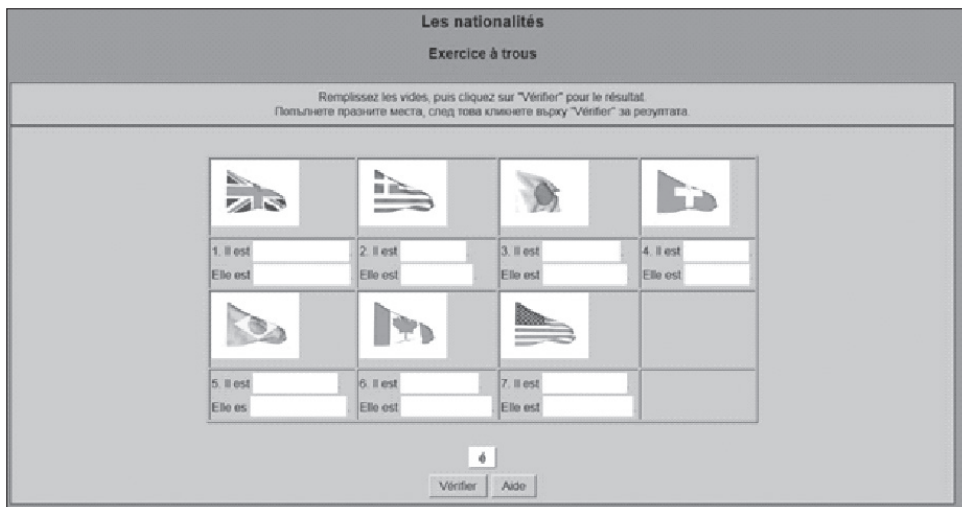 Les nationalités
Exercice à trous
Remplissez les vides, puis cliquez sur "Vérifier" pour le résultat.
Попълнете празните места, след това кликнете върху "Vérifier" за резултата.
1. Il est .
Elle est .
2. Il est .
Elle est .
3. Il est .
Elle est .
4. Il est .
Elle est .
5. Il est .
Elle es .
6. Il est .
Elle est .
7. Il est .
Elle est .
é
Vérifier
Aide